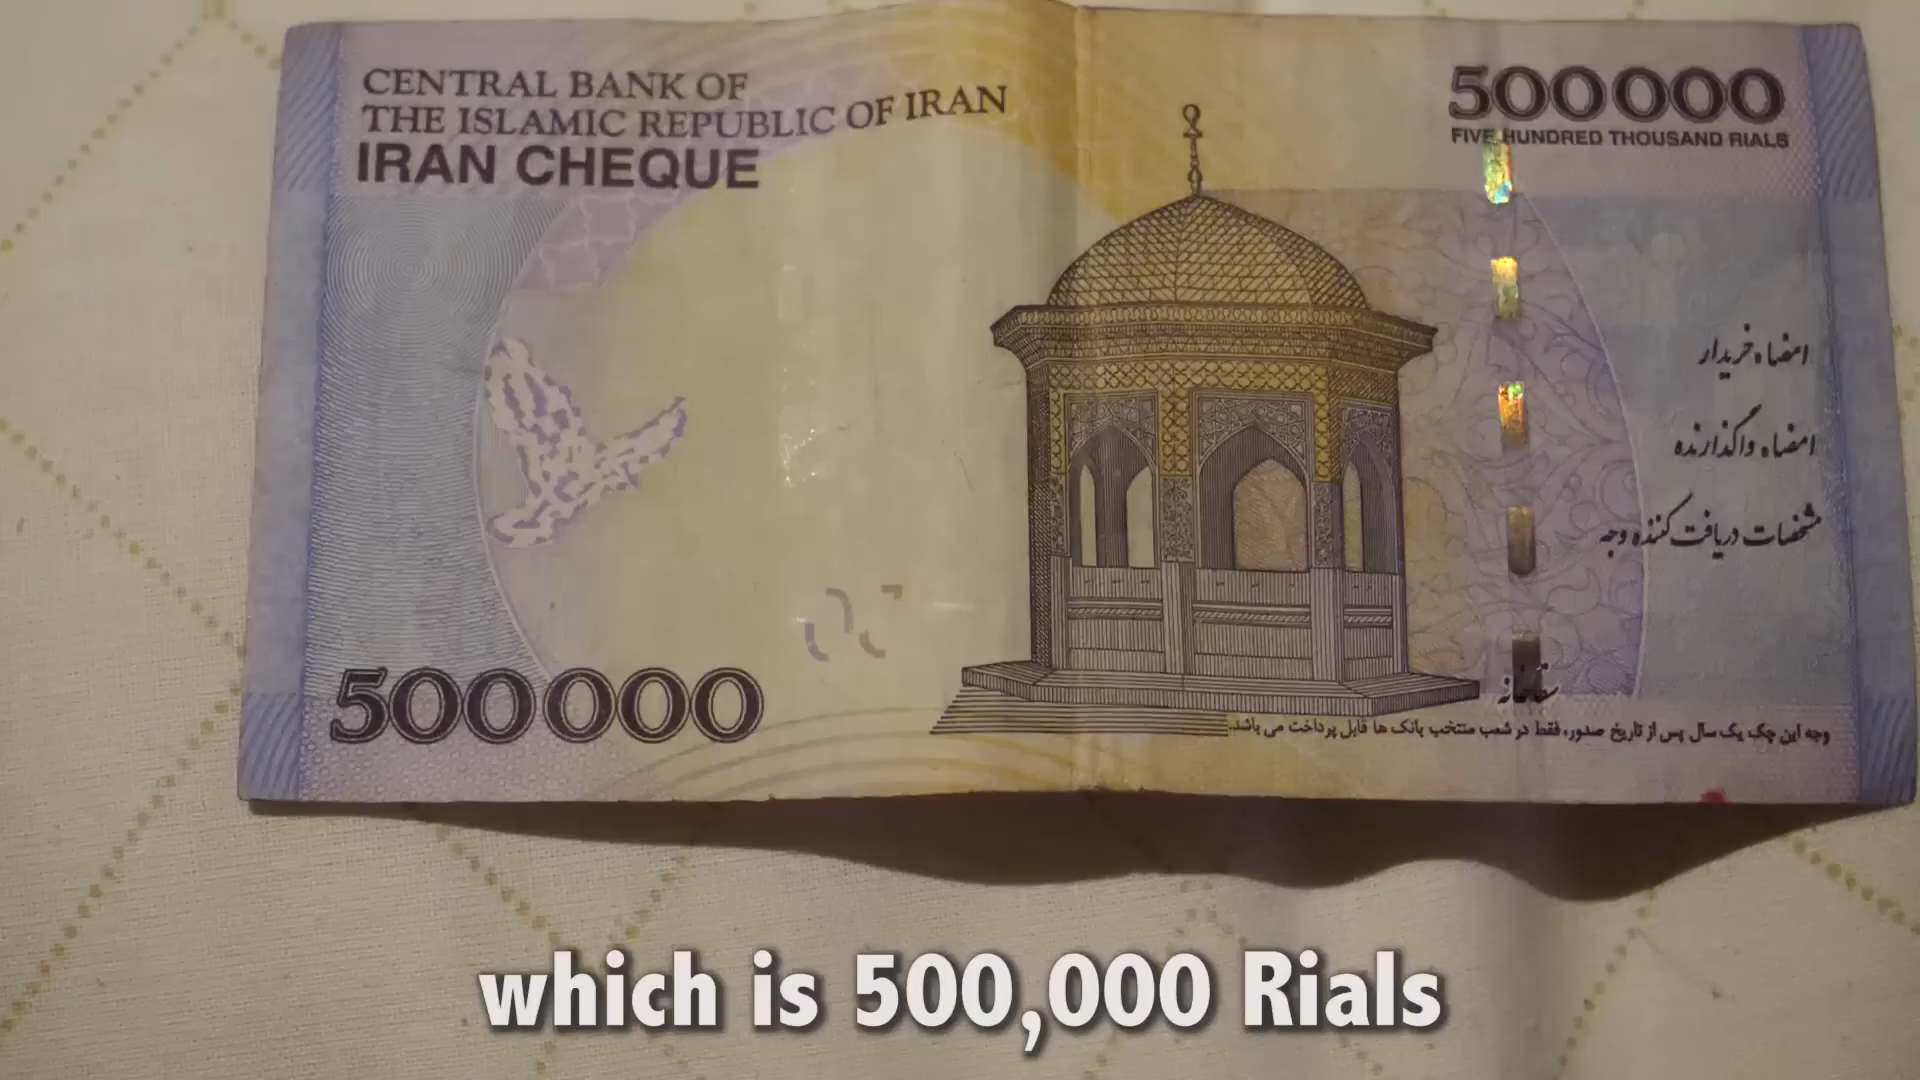 CENTRAL BANK OF
THE ISLAMIC REPUBLIC OF IRAN
IRAN CHEQUE
500000
FIVE HUNDRED THOUSAND RIALS
امضاء خریدار
امضاء واگذارنده
مشخصات دریافت کننده وجه
سقاخانه
وجه این چک یک سال پس از تاریخ صدور، فقط در شعب منتخب بانک ها قابل پرداخت می باشد.
500000
which is 500,000 Rials